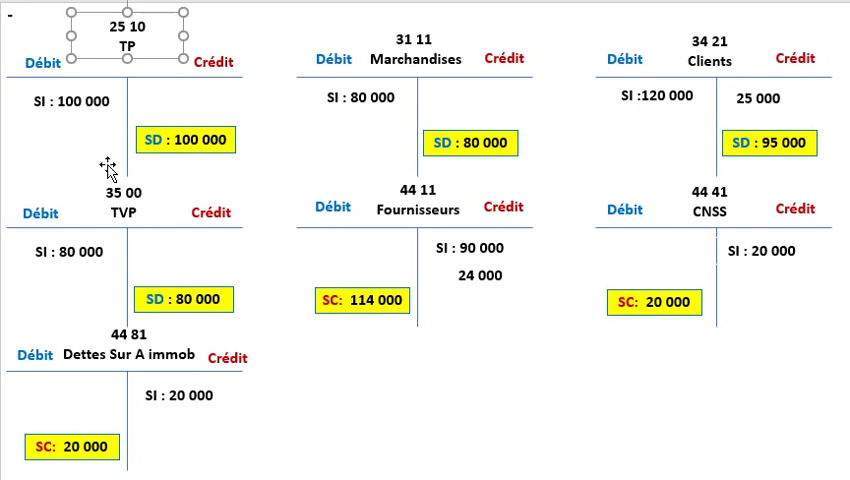 -
25 10
TP
Débit
Crédit
SI : 100 000
SD : 100 000
31 11
Débit Marchandises Crédit
SI : 80 000
SD : 80 000
34 21
Débit Clients Crédit
SI :120 000 25 000
SD : 95 000
35 00
Débit TVP Crédit
SI : 80 000
SD : 80 000
44 11
Débit Fournisseurs Crédit
SI : 90 000
24 000
SC: 114 000
44 41
Débit CNSS Crédit
SI : 20 000
SC: 20 000
44 81
Débit Dettes Sur A immob Crédit
SI : 20 000
SC: 20 000